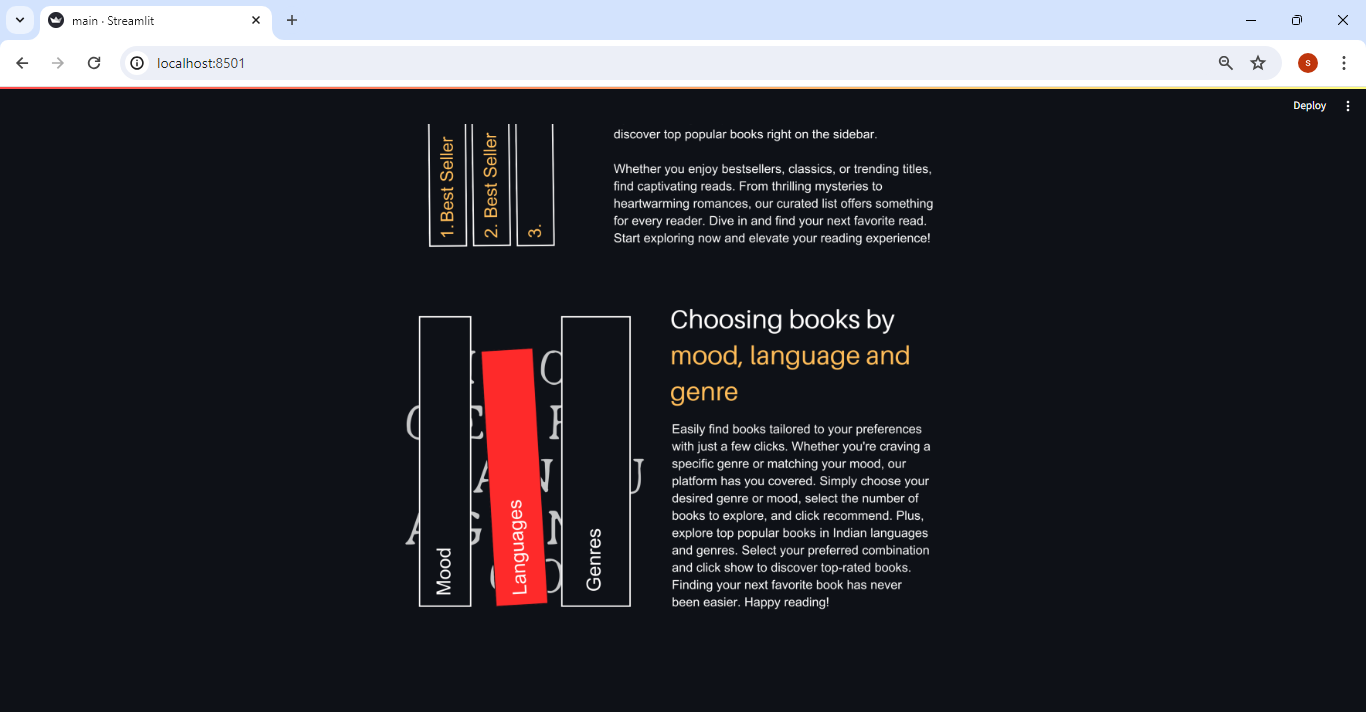 main · Streamlit
localhost:8501
s
Deploy
1. Best Seller
2. Best Seller
3.
discover top popular books right on the sidebar.
Whether you enjoy bestsellers, classics, or trending titles,
find captivating reads. From thrilling mysteries to
heartwarming romances, our curated list offers something
for every reader. Dive in and find your next favorite read.
Start exploring now and elevate your reading experience!
Mood
Languages
Genres
Choosing books by
mood, language and
genre
Easily find books tailored to your preferences
with just a few clicks. Whether you're craving a
specific genre or matching your mood, our
platform has you covered. Simply choose your
desired genre or mood, select the number of
books to explore, and click recommend. Plus,
explore top popular books in Indian languages
and genres. Select your preferred combination
and click show to discover top-rated books.
Finding your next favorite book has never
been easier. Happy reading!